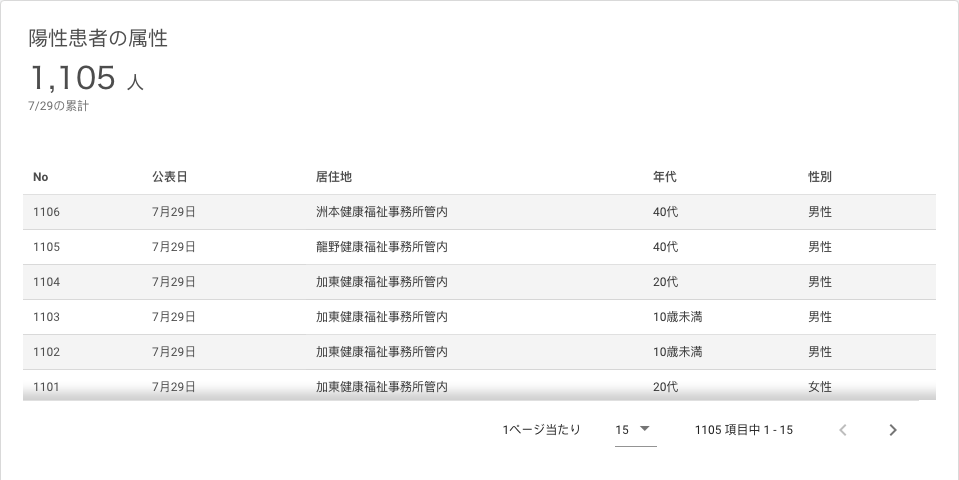 陽性患者の属性
1,105 人
7/29の累計
No 公表日 居住地 年代 性別
1106 7月29日 洲本健康福祉事務所管内 40代 男性
1105 7月29日 龍野健康福祉事務所管内 40代 男性
1104 7月29日 加東健康福祉事務所管内 20代 男性
1103 7月29日 加東健康福祉事務所管内 10歳未満 男性
1102 7月29日 加東健康福祉事務所管内 10歳未満 男性
1101 7月29日 加東健康福祉事務所管内 20代 女性
1ページ当たり 15 1105 項目中 1 - 15